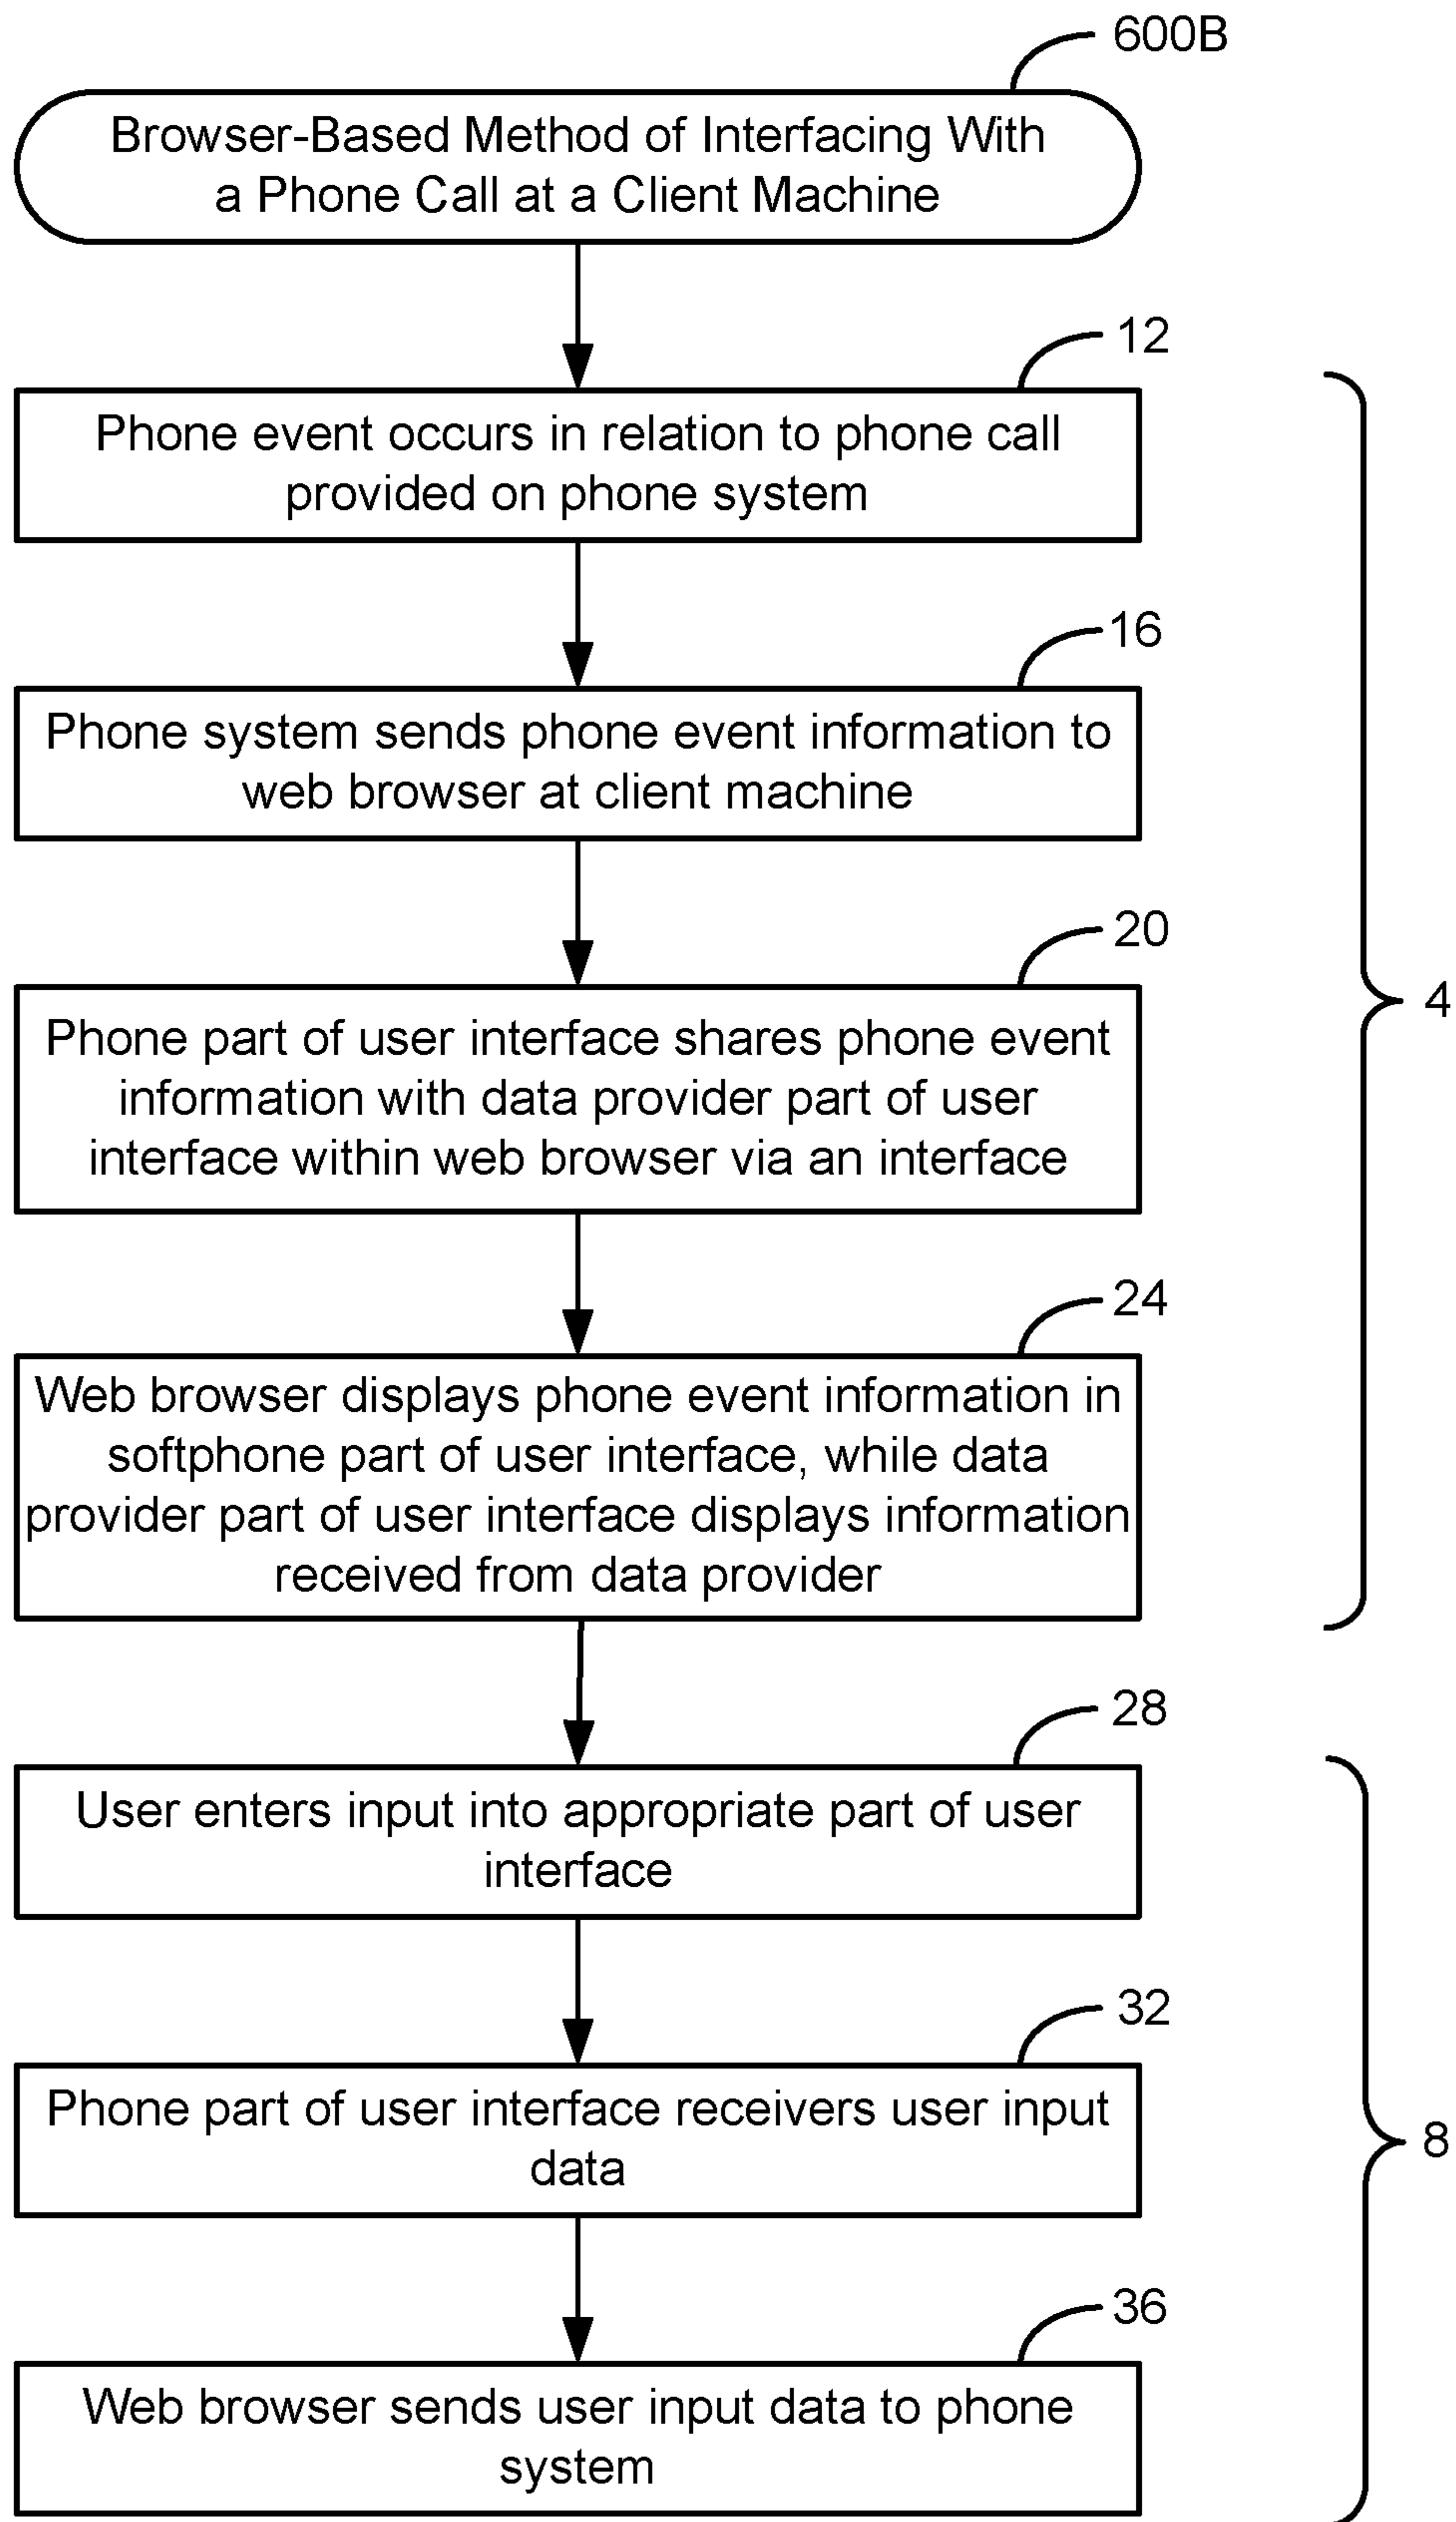 600B
Browser-Based Method of Interfacing With
a Phone Call at a Client Machine
12
Phone event occurs in relation to phone call
provided on phone system
16
Phone system sends phone event information to
web browser at client machine
20
Phone part of user interface shares phone event
information with data provider part of user
interface within web browser via an interface
4
24
Web browser displays phone event information in
softphone part of user interface, while data
provider part of user interface displays information
received from data provider
28
User enters input into appropriate part of user
interface
32
Phone part of user interface receivers user input
data
8
36
Web browser sends user input data to phone
system